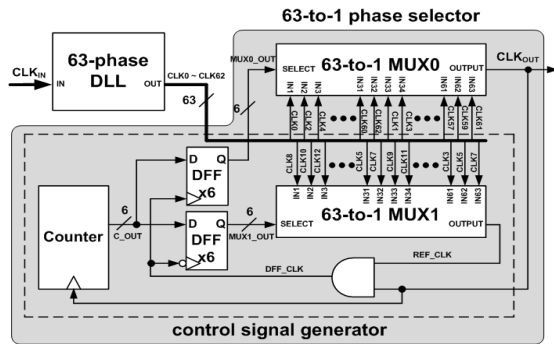 63-to-1 phase selector
CLKIN
IN
63-phase
DLL
OUT
CLK0 ~ CLK62
63
MUX0_OUT
6
SELECT
63-to-1 MUX0
OUTPUT
CLKOUT
IN1
IN2
IN3
IN31
IN32
IN33
IN34
IN61
IN62
IN63
CLK0
CLK2
CLK4
CLK60
CLK62
CLK1
CLK3
CLK57
CLK59
CLK61
CLK8
CLK10
CLK12
CLK5
CLK7
CLK9
CLK11
CLK3
CLK5
CLK7
IN1
IN2
IN3
IN31
IN32
IN33
IN34
IN61
IN62
IN63
D
Q
DFF
x6
Counter
6
C_OUT
D
Q
DFF
x6
6
MUX1_OUT
SELECT
63-to-1 MUX1
OUTPUT
DFF_CLK
REF_CLK
control signal generator